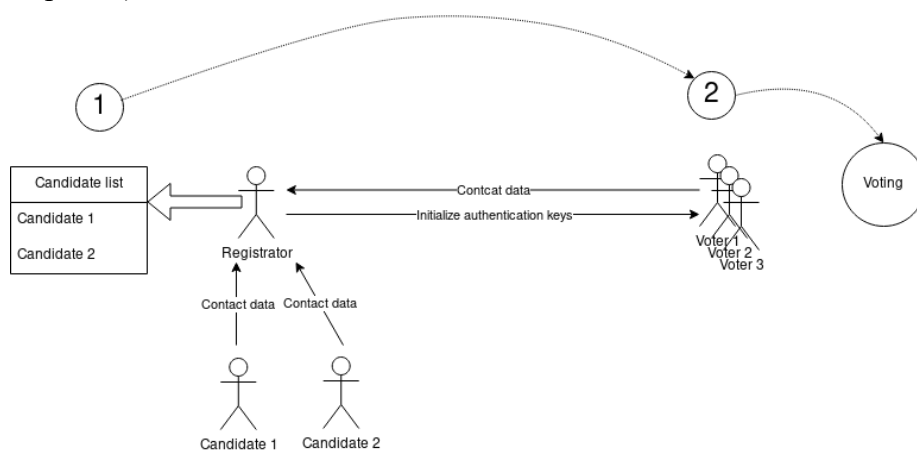 1
2
Voting
Candidate list
Candidate 1
Candidate 2
Registrator
Contcat data
Initialize authentication keys
Voter 1
Voter 2
Voter 3
Contact data
Contact data
Candidate 1
Candidate 2